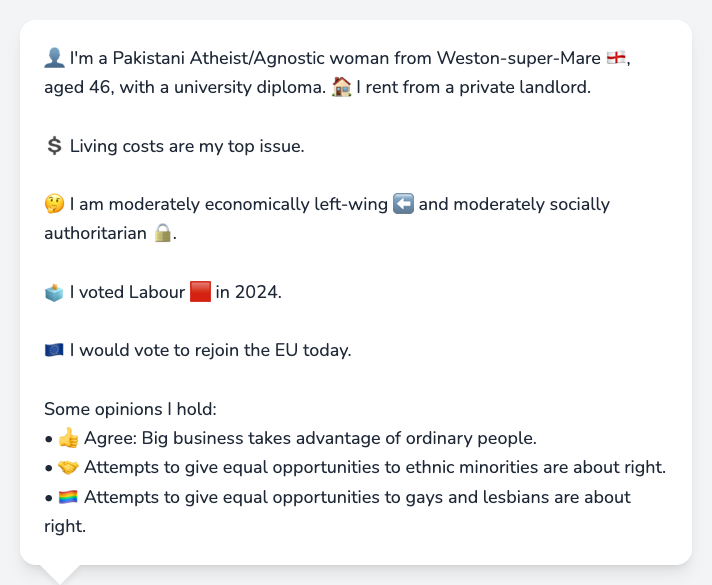 👤 I'm a Pakistani Atheist/Agnostic woman from Weston-super-Mare 🏴󠁧󠁢󠁥󠁮󠁧󠁿,
aged 46, with a university diploma. 🏠 I rent from a private landlord.
💲 Living costs are my top issue.
🤔 I am moderately economically left-wing ⬅️ and moderately socially
authoritarian 🔒.
🗳️ I voted Labour 🟥 in 2024.
🇪🇺 I would vote to rejoin the EU today.
Some opinions I hold:
• 👍 Agree: Big business takes advantage of ordinary people.
• 🤝 Attempts to give equal opportunities to ethnic minorities are about right.
• 🏳️‍🌈 Attempts to give equal opportunities to gays and lesbians are about
right.